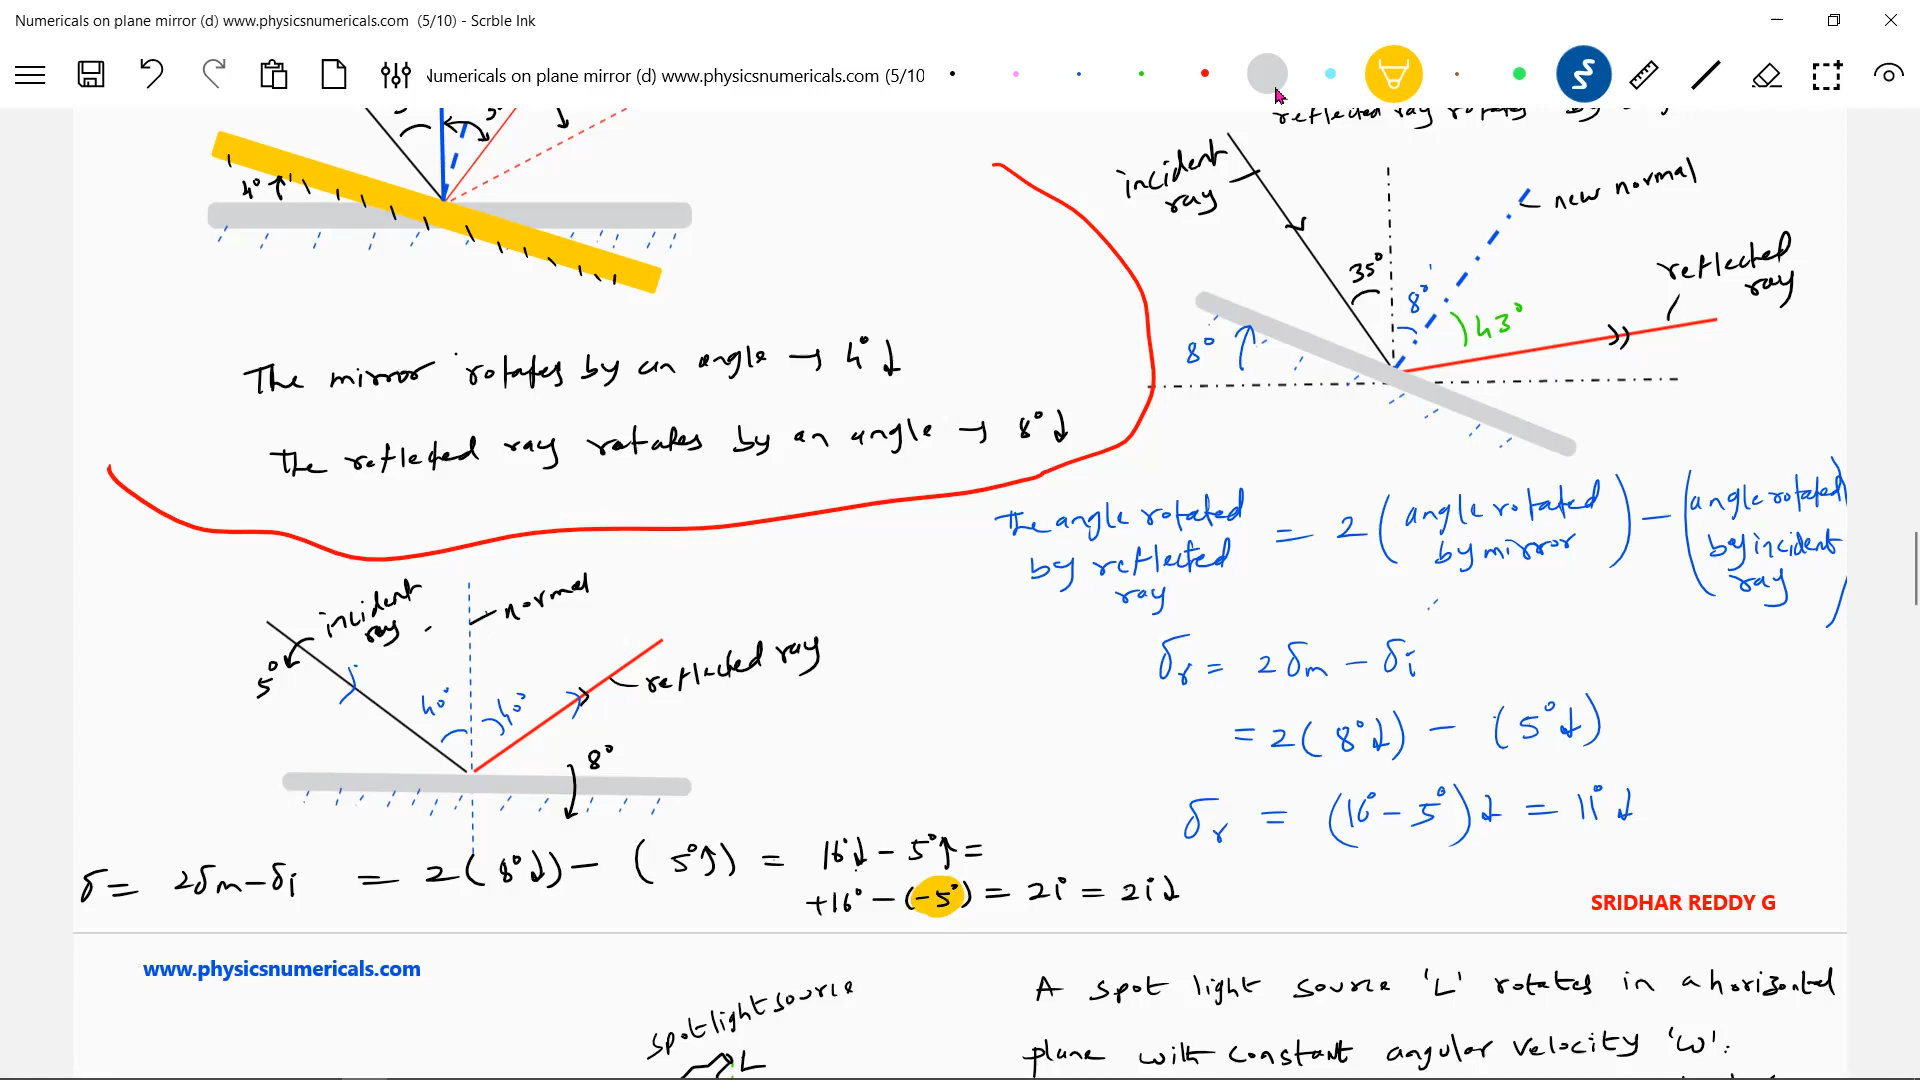 Numericals on plane mirror (d) www.physicsnumericals.com (5/10) - Scrble Ink
Numericals on plane mirror (d) www.physicsnumericals.com (5/10
4° ↑
The mirror rotates by an angle → 4° ↓
The reflected ray rotates by an angle → 8° ↓
reflected ray rotates by
incident
ray
new normal
reflected
ray
35°
8°
43°
8°
The angle rotated
by reflected
ray
= 2 (angle rotated
by mirror) −
(angle rotated
by incident
ray)
δr = 2δm − δi
= 2(8°↓) − (5°↓)
δr = (16° − 5°)↓ = 11°↓
incident
ray
normal
reflected ray
5°
40°
40°
8°
δ = 2δm − δi = 2(8°↓) − (5°↑) = 16°↓ − 5°↑ =
+16° − (−5°) = 21° = 21°↓
SRIDHAR REDDY G
www.physicsnumericals.com
spotlight source
L
A spot light source 'L' rotates in a horizontal
plane with constant angular velocity 'ω'.